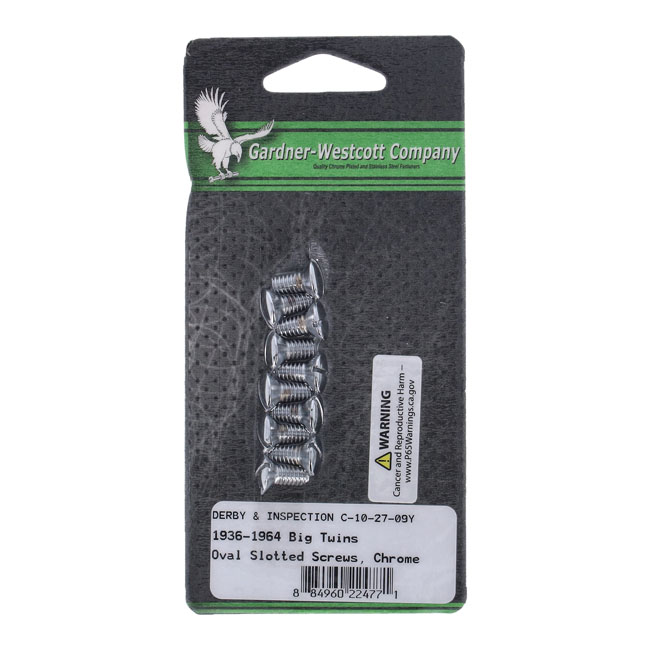 Gardner-Westcott Company
Quality Chrome Plated and Stainless Steel Fasteners
WARNING
Cancer and Reproductive Harm –
www.P65Warnings.ca.gov
DERBY & INSPECTION C-10-27-09Y
1936-1964 Big Twins
Oval Slotted Screws, Chrome
8 84960 22477 1